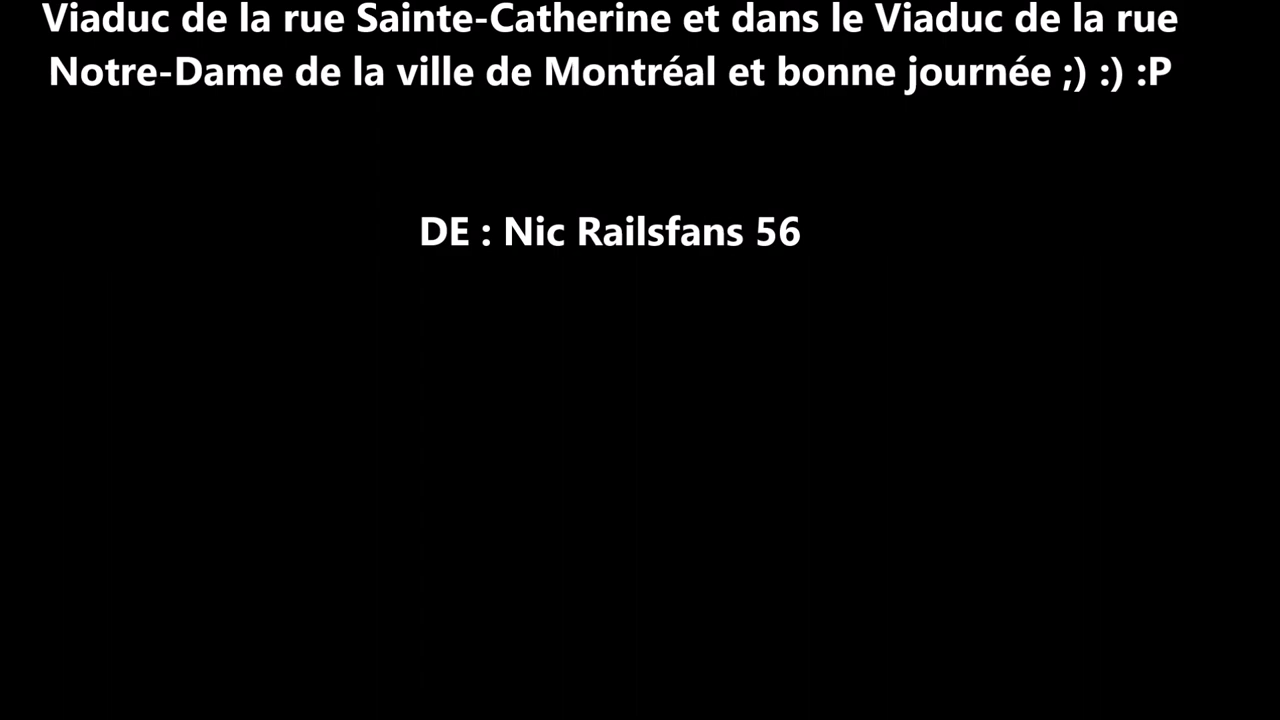 Viaduc de la rue Sainte-Catherine et dans le Viaduc de la rue
Notre-Dame de la ville de Montréal et bonne journée ;) :) :P
DE : Nic Railsfans 56